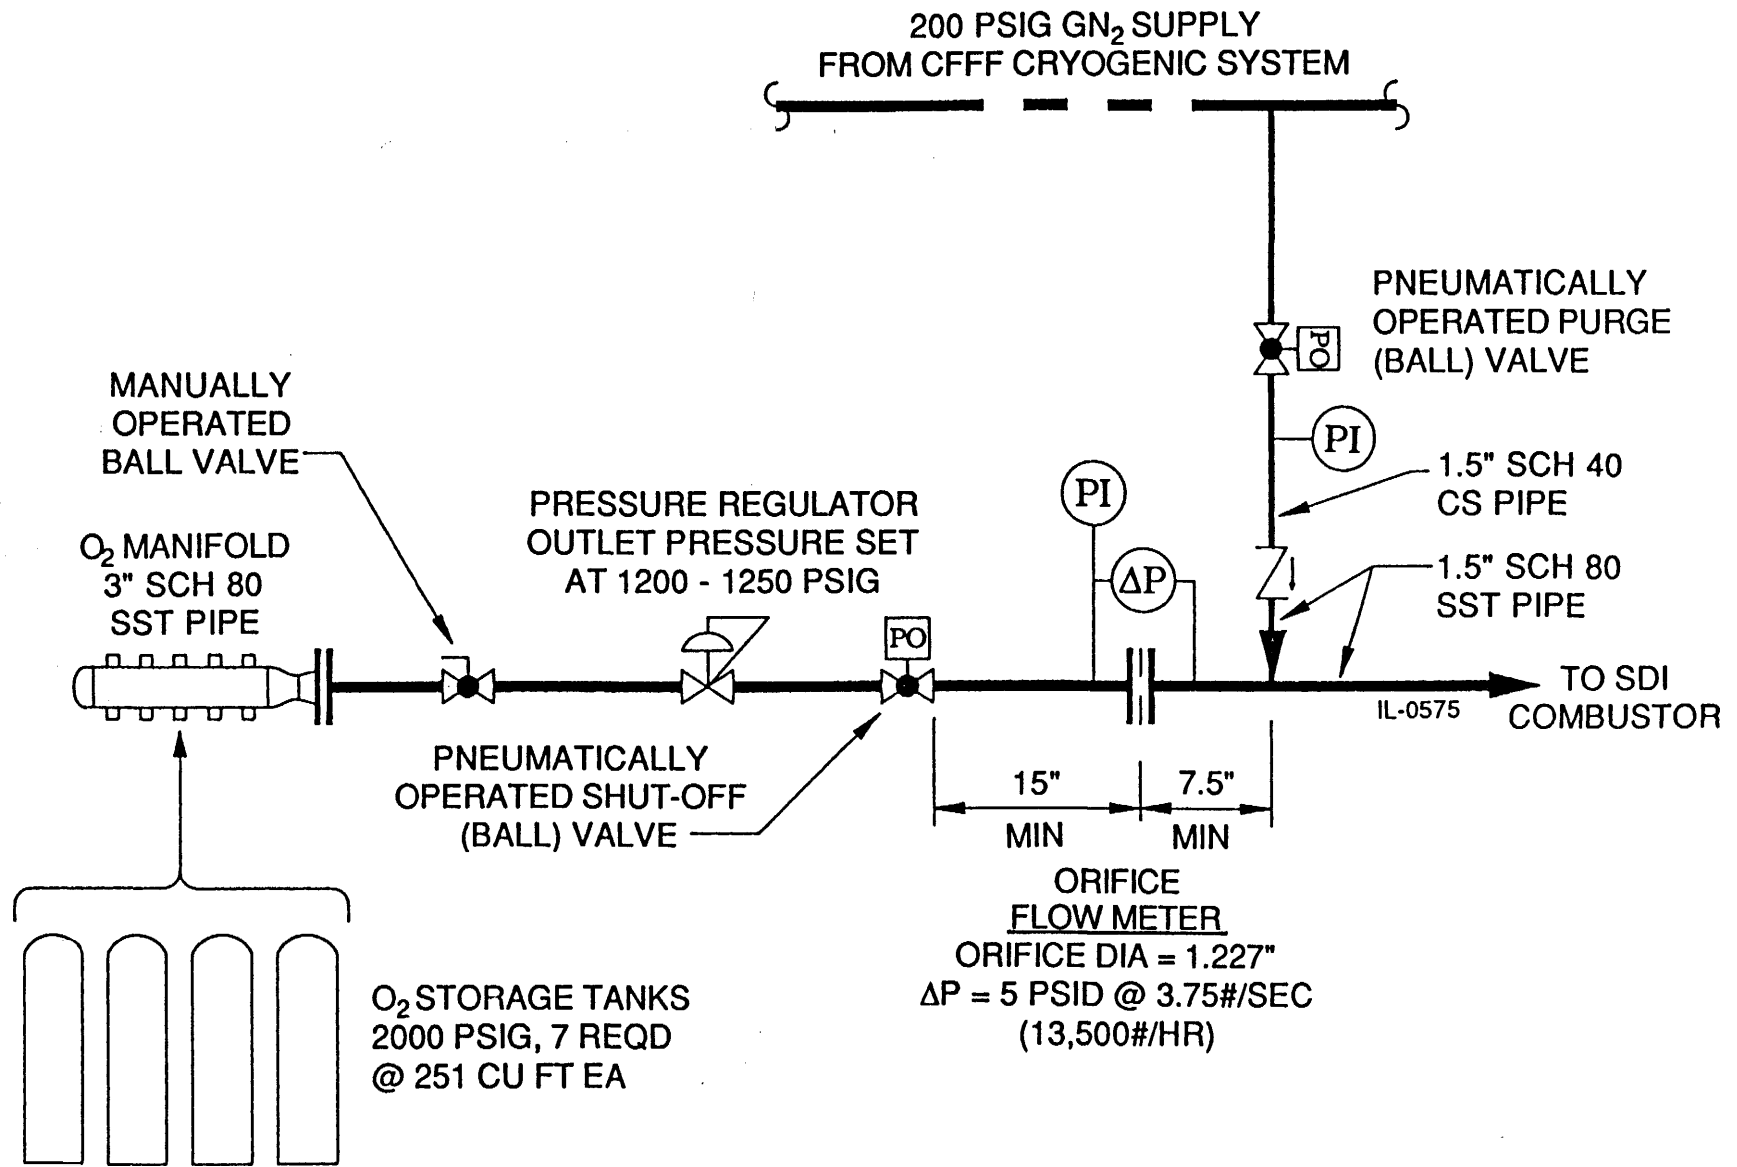 200 PSIG GN2 SUPPLY
FROM CFFF CRYOGENIC SYSTEM
PNEUMATICALLY
OPERATED PURGE
(BALL) VALVE
PO
PI
1.5" SCH 40
CS PIPE
1.5" SCH 80
SST PIPE
MANUALLY
OPERATED
BALL VALVE
O2 MANIFOLD
3" SCH 80
SST PIPE
PRESSURE REGULATOR
OUTLET PRESSURE SET
AT 1200 - 1250 PSIG
PO
PI
ΔP
TO SDI
COMBUSTOR
IL-0575
PNEUMATICALLY
OPERATED SHUT-OFF
(BALL) VALVE
15"
MIN
7.5"
MIN
ORIFICE
FLOW METER
ORIFICE DIA = 1.227"
ΔP = 5 PSID @ 3.75#/SEC
(13,500#/HR)
O2 STORAGE TANKS
2000 PSIG, 7 REQD
@ 251 CU FT EA